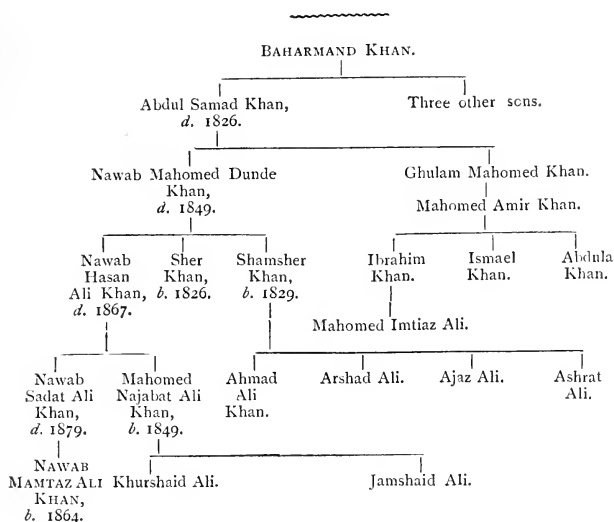 BAHARMAND KHAN.
Abdul Samad Khan,
d. 1826.
Three other sons.
Nawab Mahomed Dunde
Khan,
d. 1849.
Ghulam Mahomed Khan.
Mahomed Amir Khan.
Nawab
Hasan
Ali Khan,
d. 1867.
Sher
Khan,
b. 1826.
Shamsher
Khan,
b. 1829.
Ibrahim
Khan.
Ismael
Khan.
Abdula
Khan.
Mahomed Imtiaz Ali.
Nawab
Sadat Ali
Khan,
d. 1879.
Mahomed
Najabat Ali
Khan,
b. 1849.
Ahmad
Ali
Khan.
Arshad Ali.
Ajaz Ali.
Ashrat
Ali.
NAWAB
MAMTAZ ALI
KHAN,
b. 1864.
Khurshaid Ali.
Jamshaid Ali.